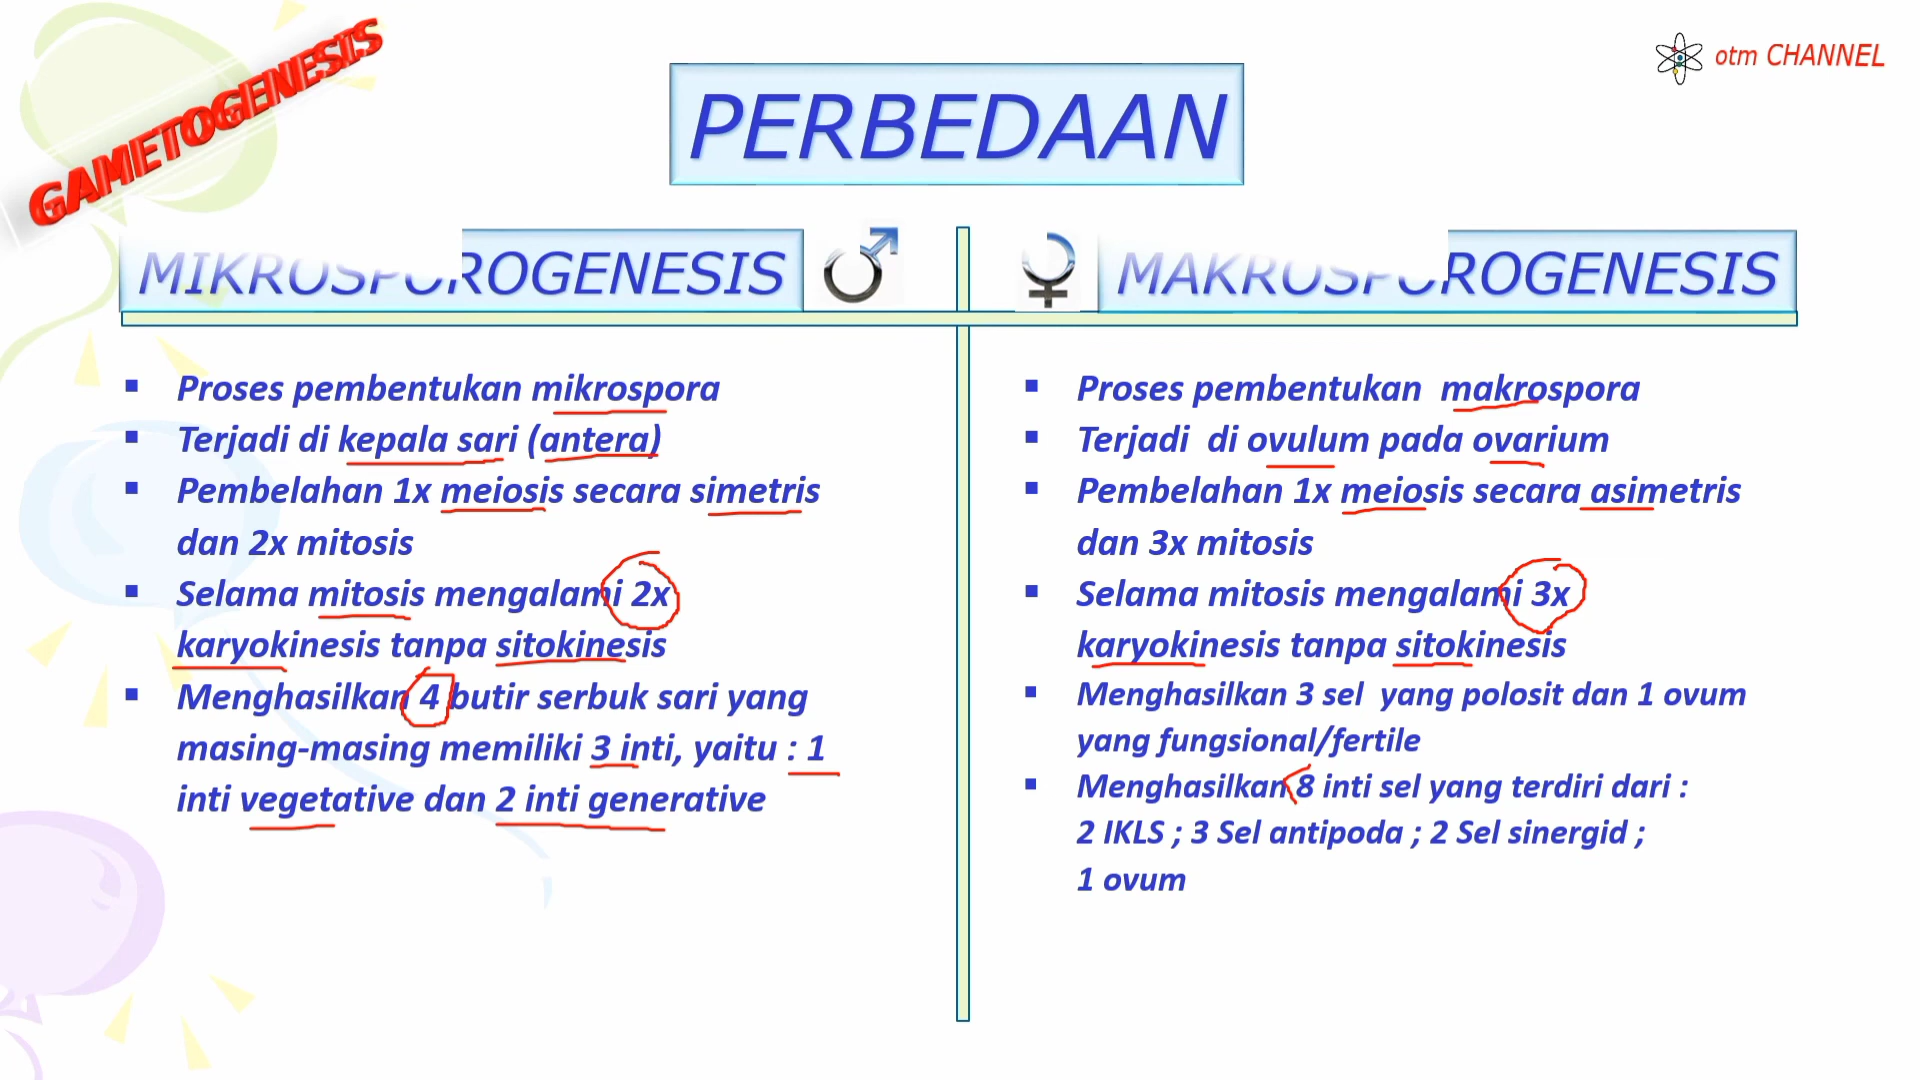 GAMETOGENESIS
otm CHANNEL
PERBEDAAN
MIKROSPOROGENESIS
MAKROSPOROGENESIS
▪ Proses pembentukan mikrospora
▪ Terjadi di kepala sari (antera)
▪ Pembelahan 1x meiosis secara simetris
dan 2x mitosis
▪ Selama mitosis mengalami 2x
karyokinesis tanpa sitokinesis
▪ Menghasilkan 4 butir serbuk sari yang
masing-masing memiliki 3 inti, yaitu : 1
inti vegetative dan 2 inti generative
▪ Proses pembentukan makrospora
▪ Terjadi di ovulum pada ovarium
▪ Pembelahan 1x meiosis secara asimetris
dan 3x mitosis
▪ Selama mitosis mengalami 3x
karyokinesis tanpa sitokinesis
▪ Menghasilkan 3 sel yang polosit dan 1 ovum
yang fungsional/fertile
▪ Menghasilkan 8 inti sel yang terdiri dari :
2 IKLS ; 3 Sel antipoda ; 2 Sel sinergid ;
1 ovum